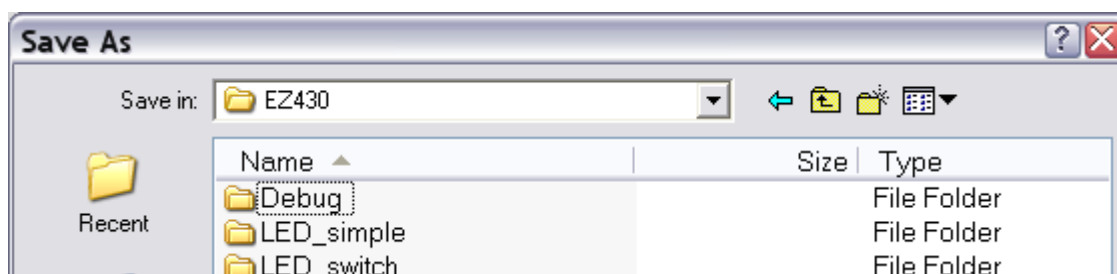 Save As
Save in: EZ430
Name Size Type
Recent
Debug File Folder
LED_simple File Folder
LED_switch File Folder